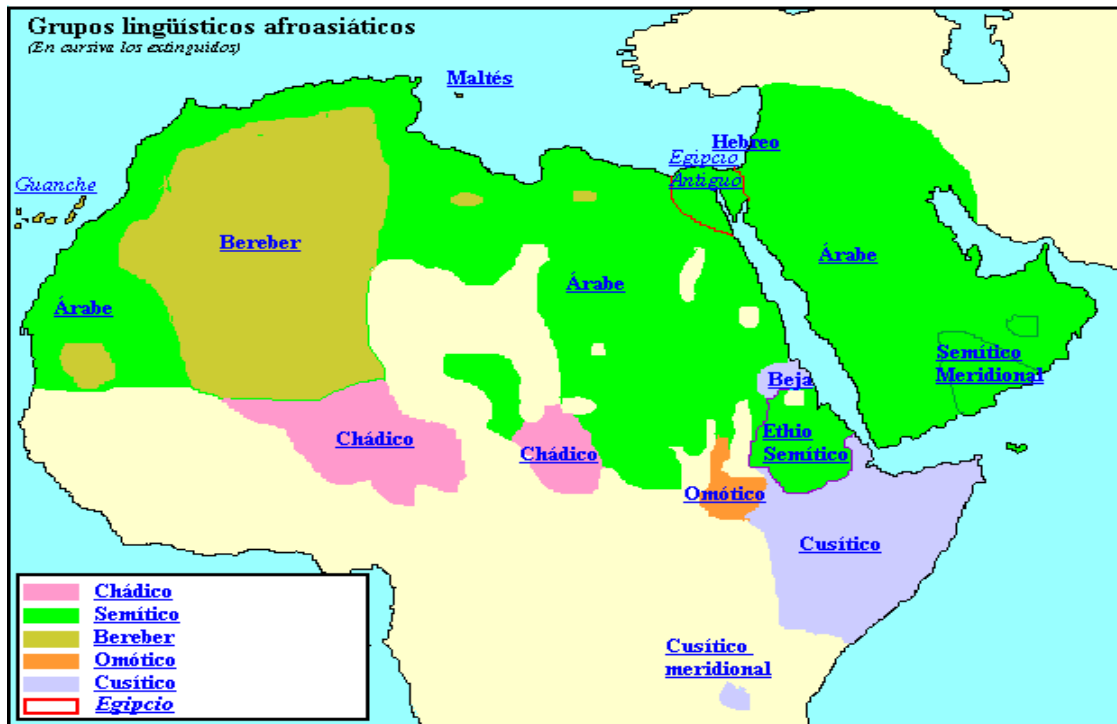 Grupos lingüísticos afroasiáticos
(En cursiva los extinguidos)
Maltés
Hebreo
Egipcio
Antiguo
Guanche
Bereber
Árabe
Árabe
Árabe
Semítico
Meridional
Beja
Ethio
Semítico
Chádico
Chádico
Omótico
Cusítico
Cusítico
meridional
Chádico
Semítico
Bereber
Omótico
Cusítico
Egipcio